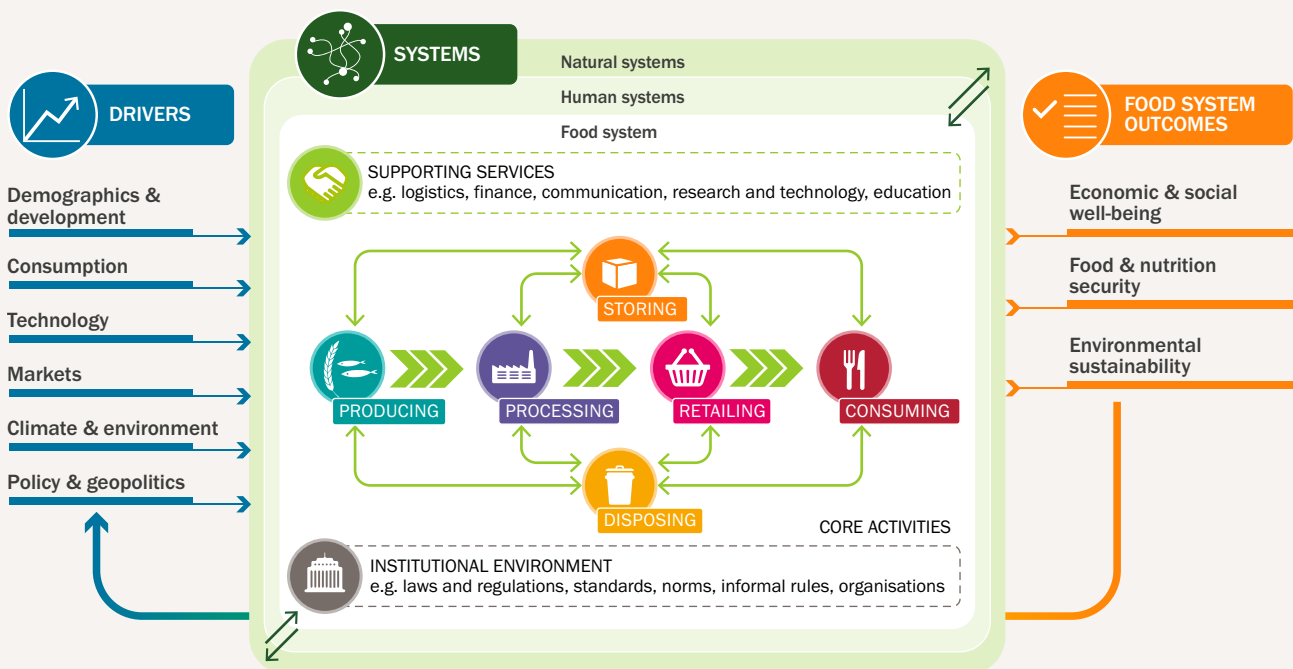 SYSTEMS
Natural systems
Human systems
Food system
DRIVERS
Demographics &
development
Consumption
Technology
Markets
Climate & environment
Policy & geopolitics
SUPPORTING SERVICES
e.g. logistics, finance, communication, research and technology, education
STORING
PRODUCING
PROCESSING
RETAILING
CONSUMING
DISPOSING
CORE ACTIVITIES
INSTITUTIONAL ENVIRONMENT
e.g. laws and regulations, standards, norms, informal rules, organisations
FOOD SYSTEM
OUTCOMES
Economic & social
well-being
Food & nutrition
security
Environmental
sustainability